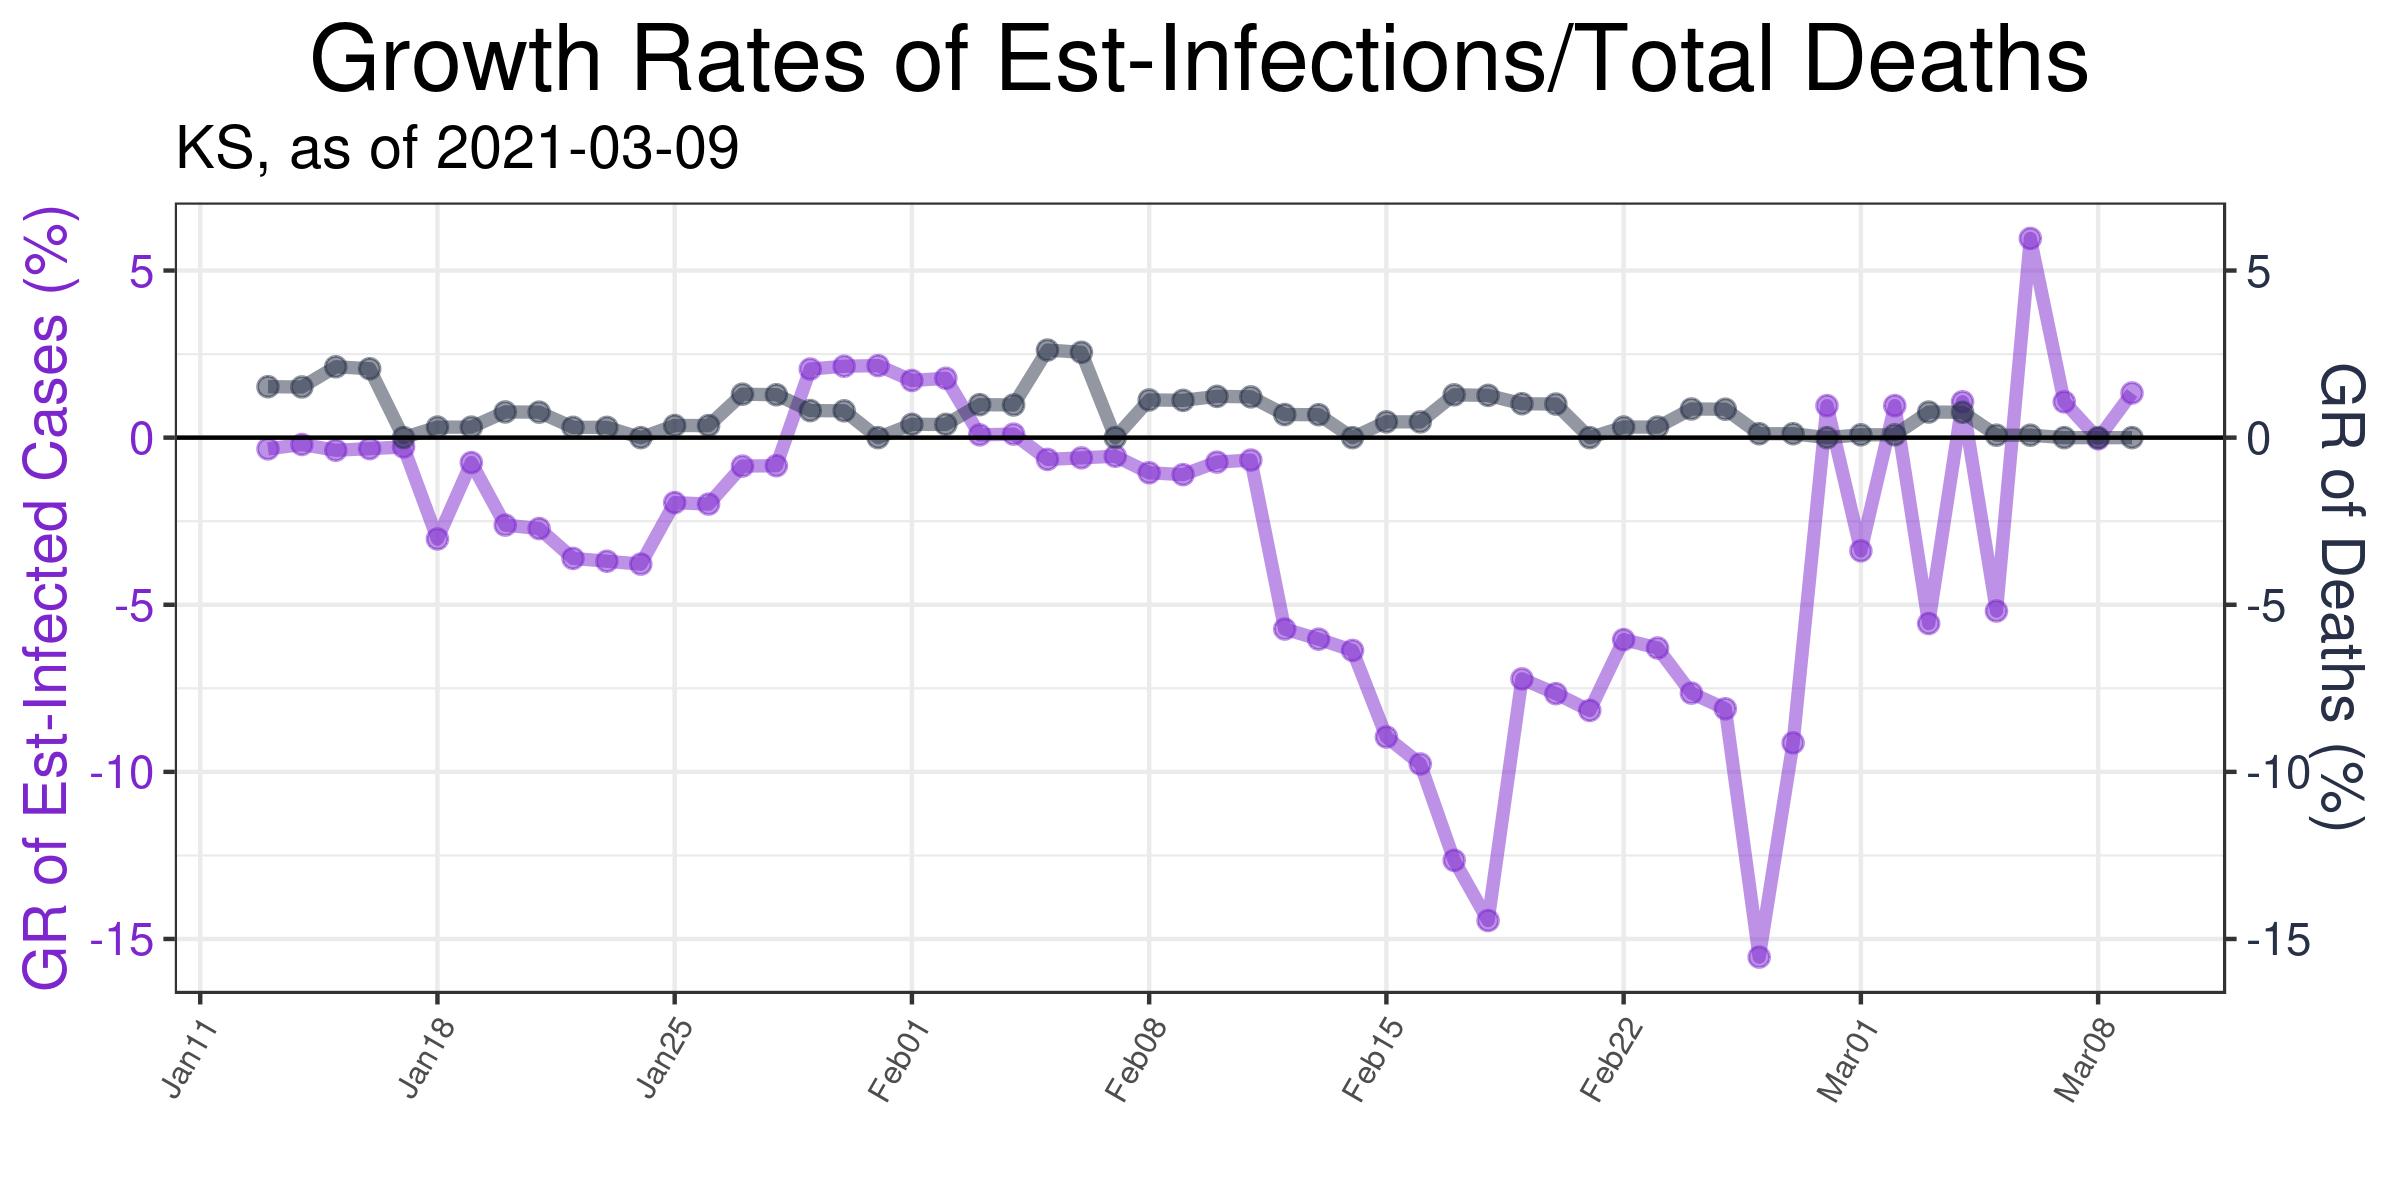 Growth Rates of Est-Infections/Total Deaths
KS, as of 2021-03-09
GR of Est-Infected Cases (%)
5
0
-5
-10
-15
5
0
-5
-10
-15
GR of Deaths (%)
Jan11
Jan18
Jan25
Feb01
Feb08
Feb15
Feb22
Mar01
Mar08